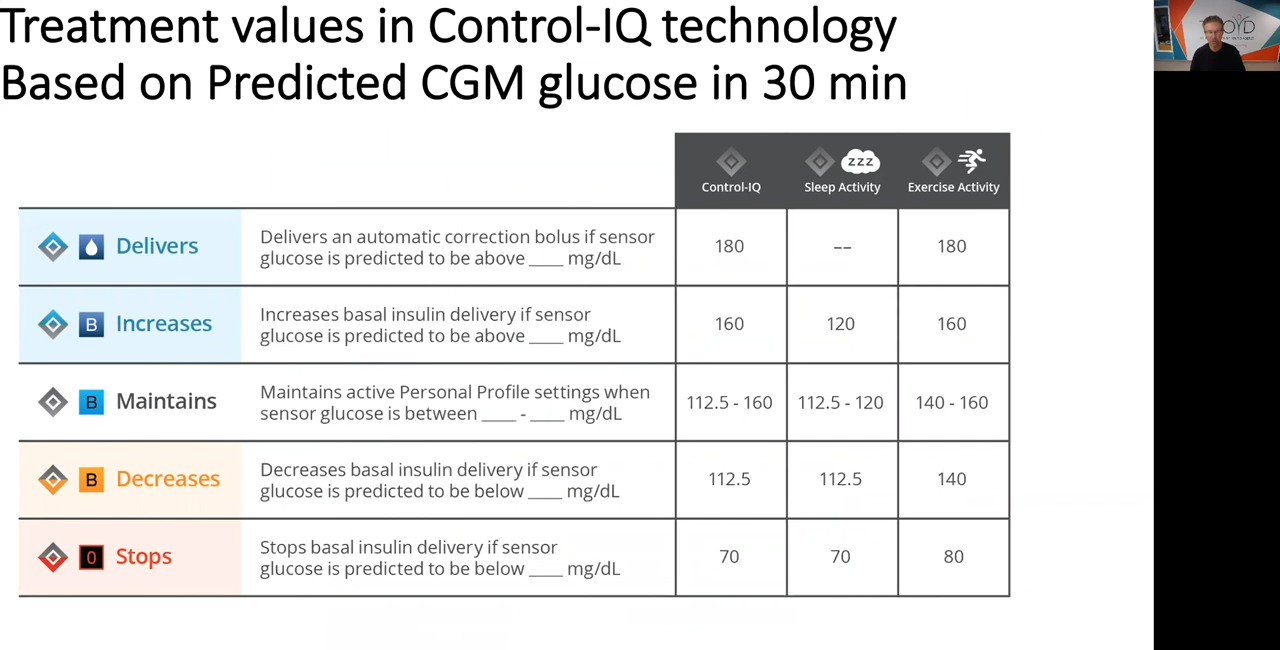 Treatment values in Control-IQ technology
Based on Predicted CGM glucose in 30 min
zzz
Control-IQ Sleep Activity Exercise Activity
Delivers Delivers an automatic correction bolus if sensor glucose is predicted to be above ____ mg/dL 180 -- 180
B Increases Increases basal insulin delivery if sensor glucose is predicted to be above ____ mg/dL 160 120 160
B Maintains Maintains active Personal Profile settings when sensor glucose is between ____ - ____ mg/dL 112.5 - 160 112.5 - 120 140 - 160
B Decreases Decreases basal insulin delivery if sensor glucose is predicted to be below ____ mg/dL 112.5 112.5 140
0 Stops Stops basal insulin delivery if sensor glucose is predicted to be below ____ mg/dL 70 70 80